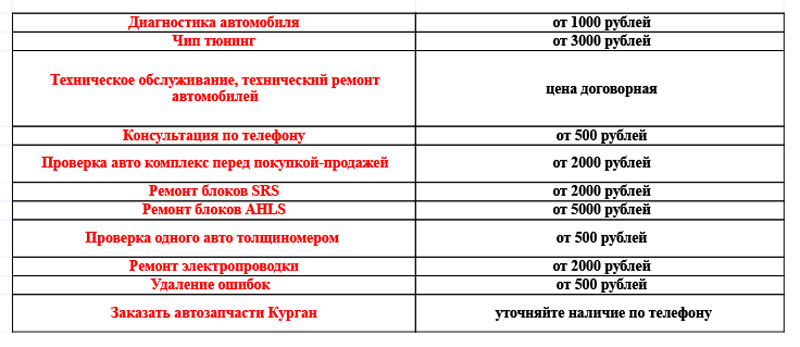 Диагностика автомобиля от 1000 рублей
Чип тюнинг от 3000 рублей
Техническое обслуживание, технический ремонт
автомобилей
цена договорная
Консультация по телефону от 500 рублей
Проверка авто комплекс перед покупкой-продажей от 2000 рублей
Ремонт блоков SRS от 2000 рублей
Ремонт блоков AHLS от 5000 рублей
Проверка одного авто толщиномером от 500 рублей
Ремонт электропроводки от 2000 рублей
Удаление ошибок от 500 рублей
Заказать автозапчасти Курган уточняйте наличие по телефону